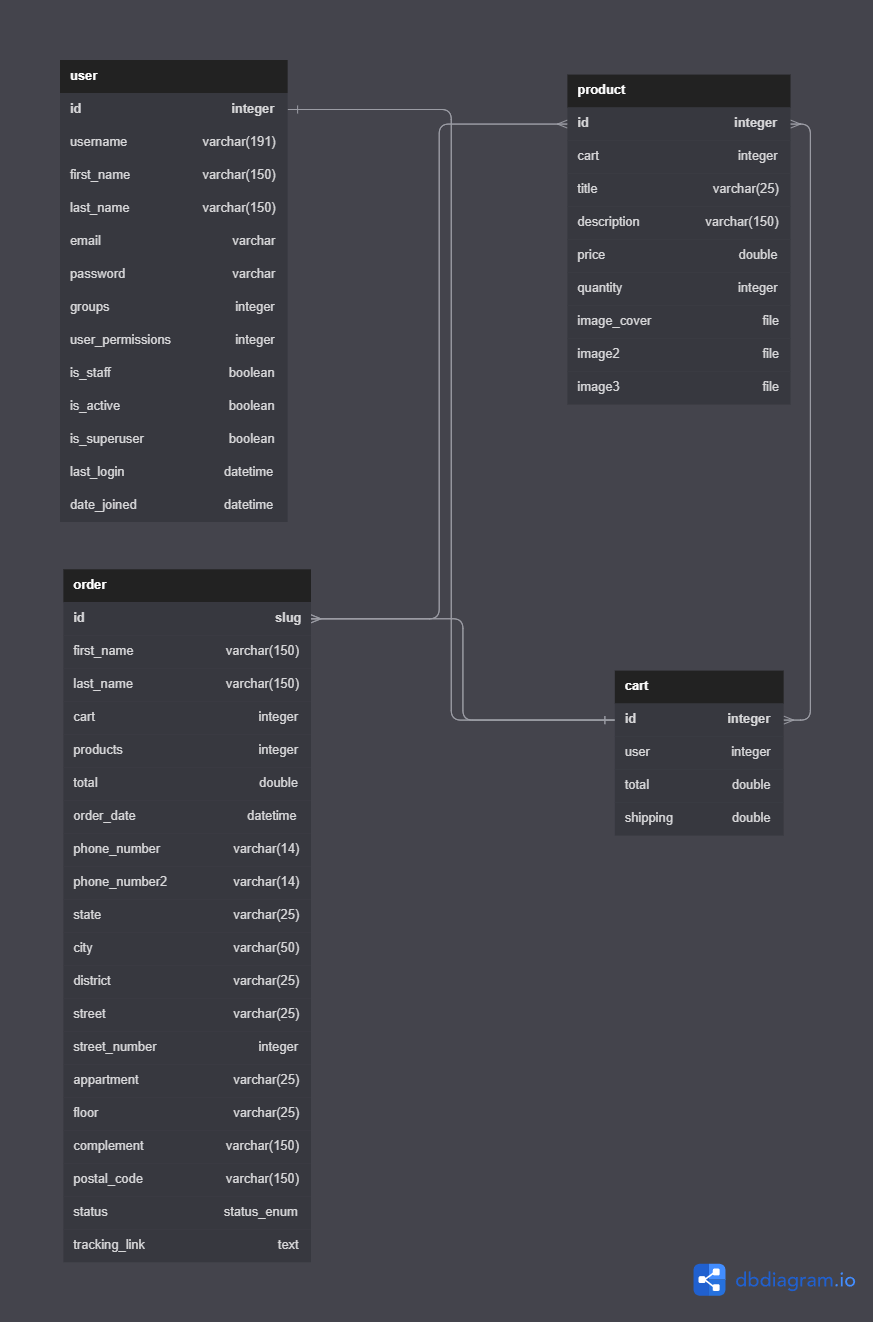 user
id integer
username varchar(191)
first_name varchar(150)
last_name varchar(150)
email varchar
password varchar
groups integer
user_permissions integer
is_staff boolean
is_active boolean
is_superuser boolean
last_login datetime
date_joined datetime
product
id integer
cart integer
title varchar(25)
description varchar(150)
price double
quantity integer
image_cover file
image2 file
image3 file
order
id slug
first_name varchar(150)
last_name varchar(150)
cart integer
products integer
total double
order_date datetime
phone_number varchar(14)
phone_number2 varchar(14)
state varchar(25)
city varchar(50)
district varchar(25)
street varchar(25)
street_number integer
appartment varchar(25)
floor varchar(25)
complement varchar(150)
postal_code varchar(150)
status status_enum
tracking_link text
cart
id integer
user integer
total double
shipping double
dbdiagram.io